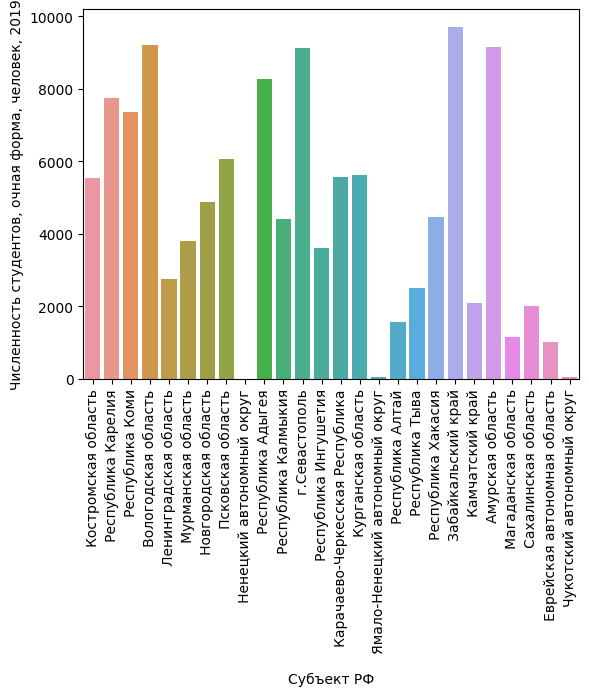 Численность студентов, очная форма, человек, 2019
10000
8000
6000
4000
2000
0
Костромская область
Республика Карелия
Республика Коми
Вологодская область
Ленинградская область
Мурманская область
Новгородская область
Псковская область
Ненецкий автономный округ
Республика Адыгея
Республика Калмыкия
г.Севастополь
Республика Ингушетия
Карачаево-Черкесская Республика
Курганская область
Ямало-Ненецкий автономный округ
Республика Алтай
Республика Тыва
Республика Хакасия
Забайкальский край
Камчатский край
Амурская область
Магаданская область
Сахалинская область
Еврейская автономная область
Чукотский автономный округ
Субъект РФ